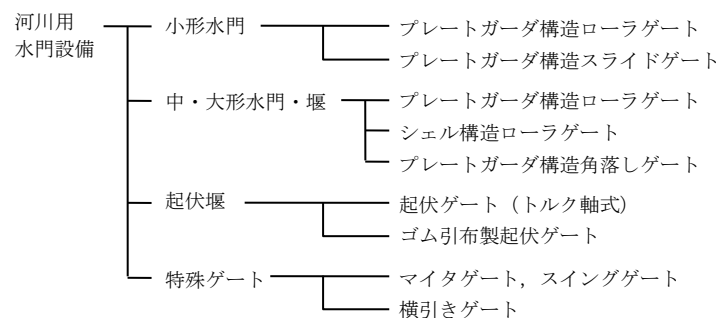 河川用
水門設備
小形水門
プレートガーダ構造ローラゲート
プレートガーダ構造スライドゲート
中・大形水門・堰
プレートガーダ構造ローラゲート
シェル構造ローラゲート
プレートガーダ構造角落しゲート
起伏堰
起伏ゲート（トルク軸式）
ゴム引布製起伏ゲート
特殊ゲート
マイタゲート，スイングゲート
横引きゲート